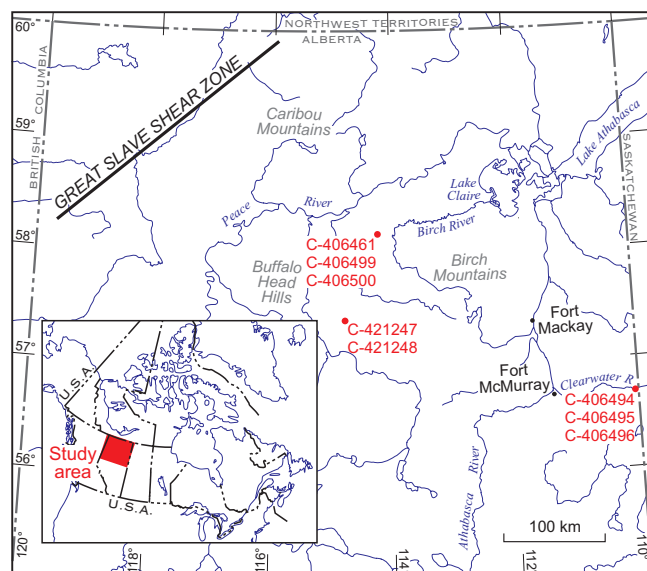 NORTHWEST TERRITORIES
ALBERTA
60°
59°
58°
57°
56°
120°
118°
116°
114°
112°
110°
BRITISH COLUMBIA
SASKATCHEWAN
GREAT SLAVE SHEAR ZONE
Caribou
Mountains
Lake Athabasca
Lake
Claire
Peace
River
Birch River
C-406461
C-406499
C-406500
Buffalo
Head
Hills
Birch
Mountains
C-421247
C-421248
Fort
Mackay
Fort
McMurray
Clearwater R.
C-406494
C-406495
C-406496
Athabasca
River
100 km
U.S.A.
Study
area
U.S.A.